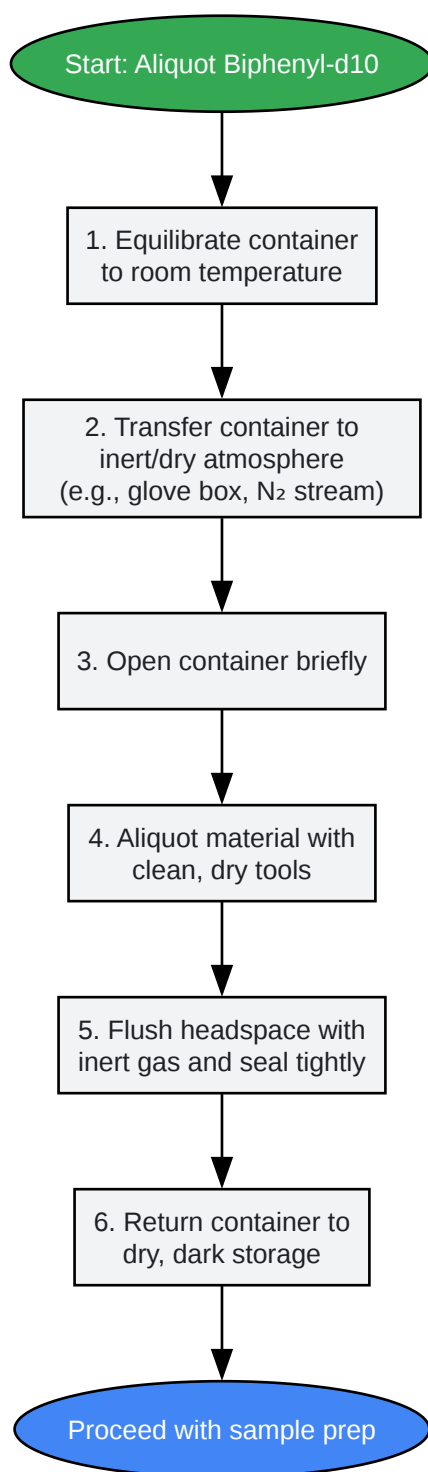 Start: Aliquot Biphenyl-d10
1. Equilibrate container
to room temperature
2. Transfer container to
inert/dry atmosphere
(e.g., glove box, N₂ stream)
3. Open container briefly
4. Aliquot material with
clean, dry tools
5. Flush headspace with
inert gas and seal tightly
6. Return container to
dry, dark storage
Proceed with sample prep